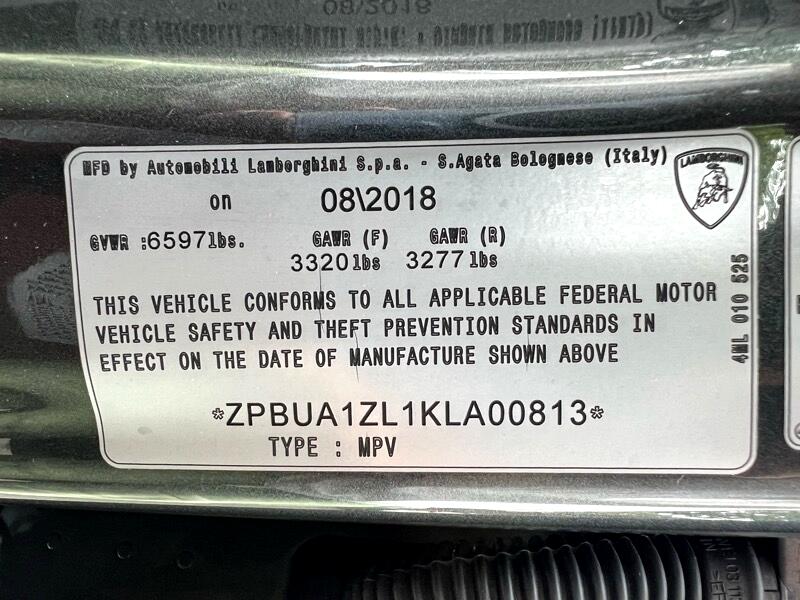 MFD by Automobili Lamborghini S.p.a. - S.Agata Bolognese (Italy)
LAMBORGHINI
on 08\2018
GVWR :6597lbs. GAWR (F) GAWR (R)
3320lbs 3277lbs
THIS VEHICLE CONFORMS TO ALL APPLICABLE FEDERAL MOTOR
VEHICLE SAFETY AND THEFT PREVENTION STANDARDS IN
EFFECT ON THE DATE OF MANUFACTURE SHOWN ABOVE
4ML 010 525
*ZPBUA1ZL1KLA00813*
TYPE : MPV